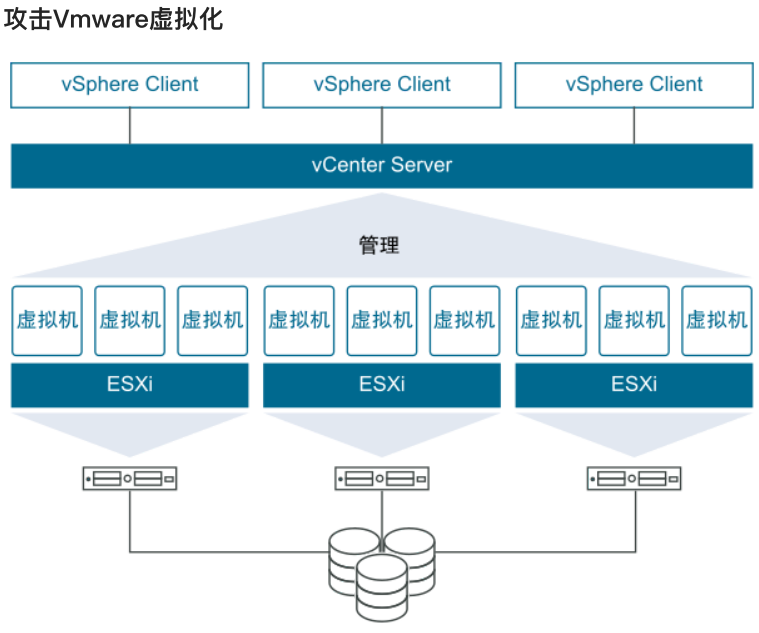 攻击Vmware虚拟化
vSphere Client vSphere Client vSphere Client
vCenter Server
管理
虚拟机 虚拟机 虚拟机 虚拟机 虚拟机 虚拟机 虚拟机 虚拟机 虚拟机
ESXi ESXi ESXi